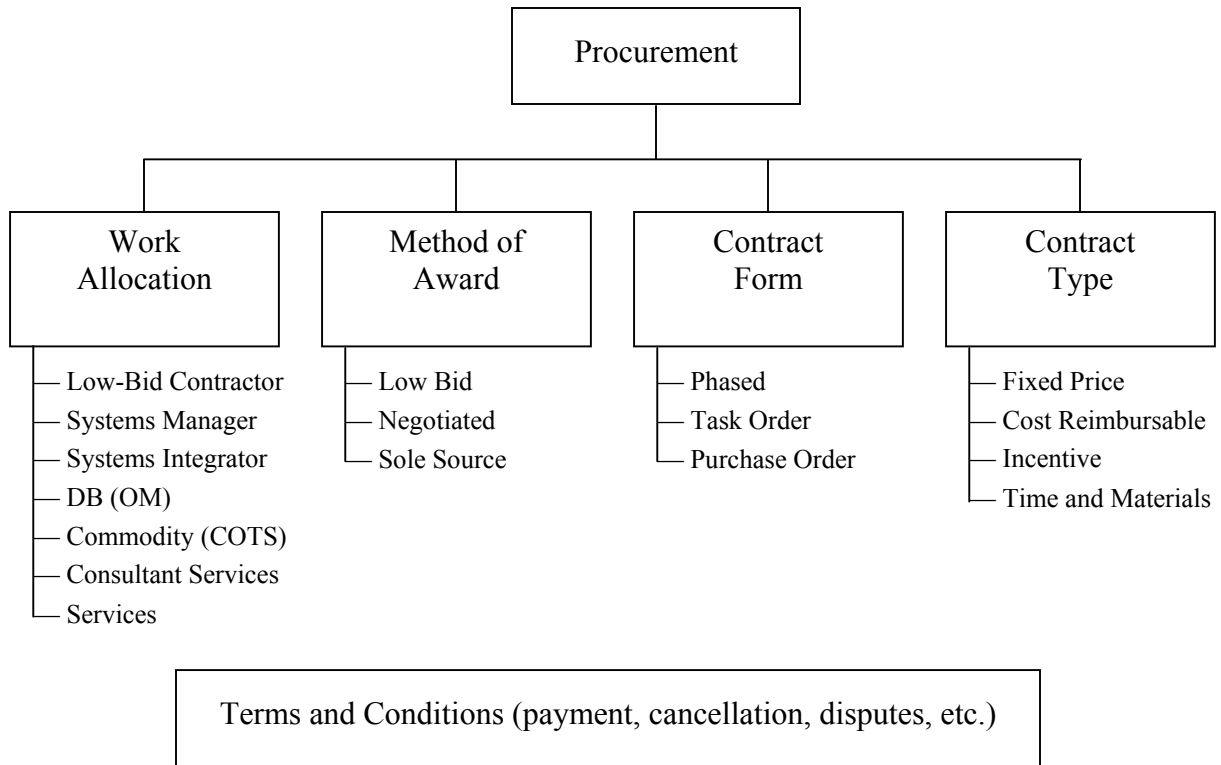 Procurement
Work
Allocation
Low-Bid Contractor
Systems Manager
Systems Integrator
DB (OM)
Commodity (COTS)
Consultant Services
Services
Method of
Award
Low Bid
Negotiated
Sole Source
Contract
Form
Phased
Task Order
Purchase Order
Contract
Type
Fixed Price
Cost Reimbursable
Incentive
Time and Materials
Terms and Conditions (payment, cancellation, disputes, etc.)